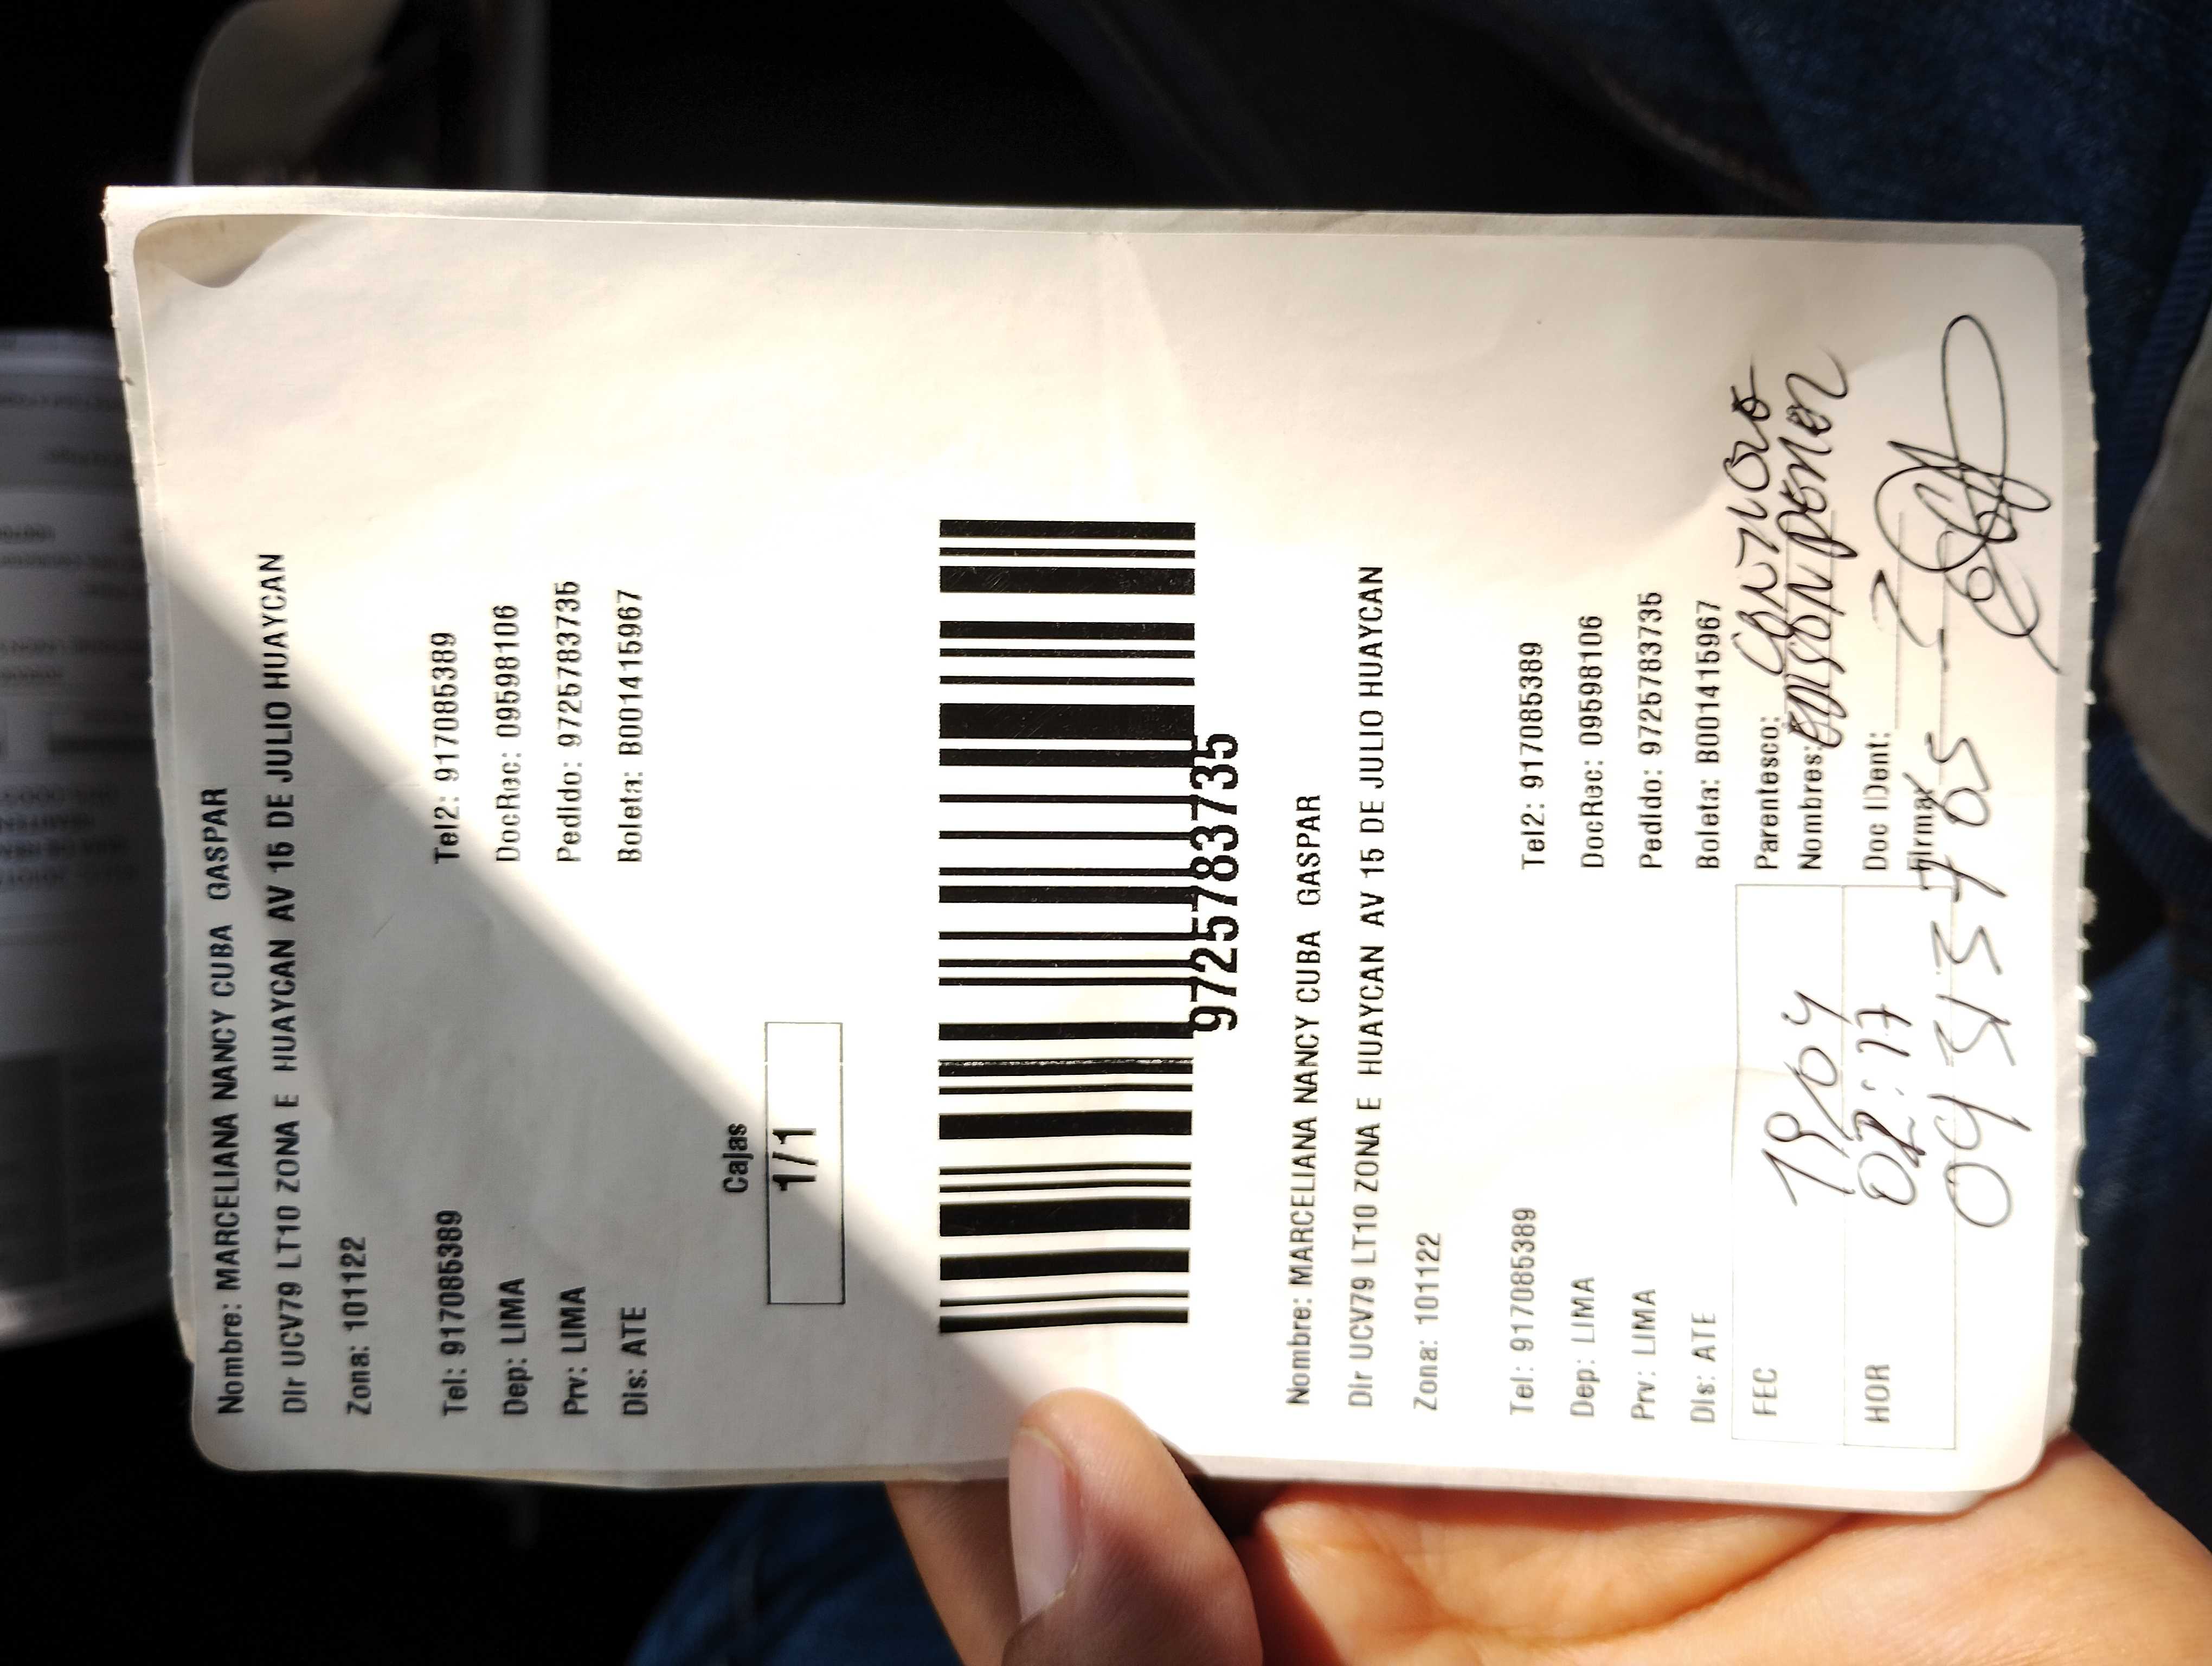 Nombre: MARCELIANA NANCY CUBA GASPAR
Dir UCV79 LT10 ZONA E HUAYCAN AV 15 DE JULIO HUAYCAN
Zona: 101122
Tel: 917085389 Tel2: 917085389
Dep: LIMA DocRec: 09598106
Prv: LIMA Pedido: 9725783735
Dis: ATE Boleta: B001415967
Cajas
1/1
9725783735
Nombre: MARCELIANA NANCY CUBA GASPAR
Dir UCV79 LT10 ZONA E HUAYCAN AV 15 DE JULIO HUAYCAN
Zona: 101122
Tel: 917085389 Tel2: 917085389
Dep: LIMA DocRec: 09598106
Prv: LIMA Pedido: 9725783735
Dis: ATE Boleta: B001415967
FEC 19/04 Parentesco:
Nombres:
HOR 02:17 Doc IDent:
Firma: